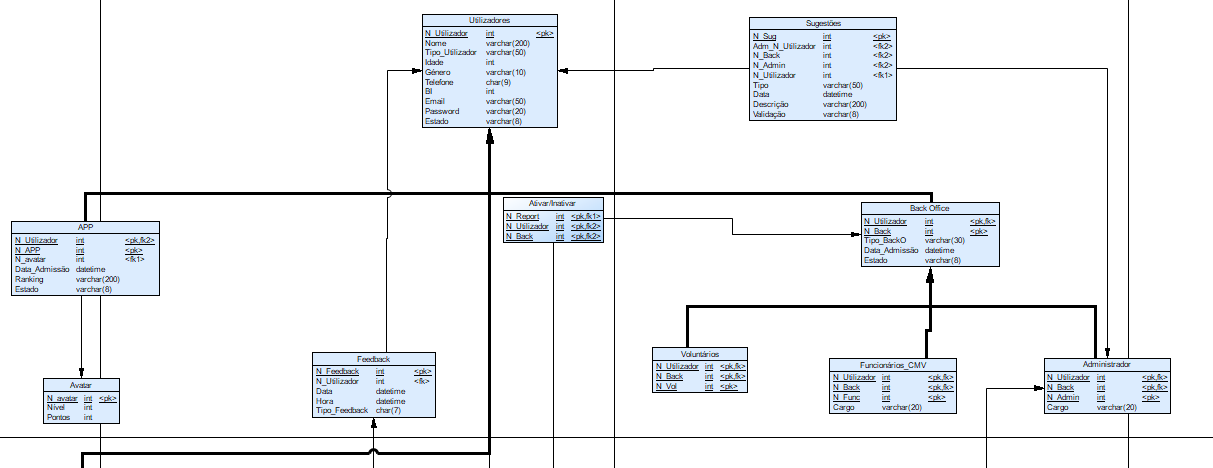 Utilizadores
N_Utilizador int <pk>
Nome varchar(200)
Tipo_Utilizador varchar(50)
Idade int
Género varchar(10)
Telefone char(9)
BI int
Email varchar(50)
Password varchar(20)
Estado varchar(8)
Sugestões
N_Sug int <pk>
Adm_N_Utilizador int <fk2>
N_Back int <fk2>
N_Admin int <fk2>
N_Utilizador int <fk1>
Tipo varchar(50)
Data datetime
Descrição varchar(200)
Validação varchar(8)
Ativar/Inativar
N_Report int <pk,fk1>
N_Utilizador int <pk,fk2>
N_Back int <pk,fk2>
Back Office
N_Utilizador int <pk,fk>
N_Back int <pk>
Tipo_BackO varchar(30)
Data_Admissão datetime
Estado varchar(8)
APP
N_Utilizador int <pk,fk2>
N_APP int <pk>
N_avatar int <fk1>
Data_Admissão datetime
Ranking varchar(200)
Estado varchar(8)
Avatar
N_avatar int <pk>
Nível int
Pontos int
Feedback
N_Feedback int <pk>
N_Utilizador int <fk>
Data datetime
Hora datetime
Tipo_Feedback char(7)
Voluntários
N_Utilizador int <pk,fk>
N_Back int <pk,fk>
N_Vol int <pk>
Funcionários_CMV
N_Utilizador int <pk,fk>
N_Back int <pk,fk>
N_Func int <pk>
Cargo varchar(20)
Administrador
N_Utilizador int <pk,fk>
N_Back int <pk,fk>
N_Admin int <pk>
Cargo varchar(20)